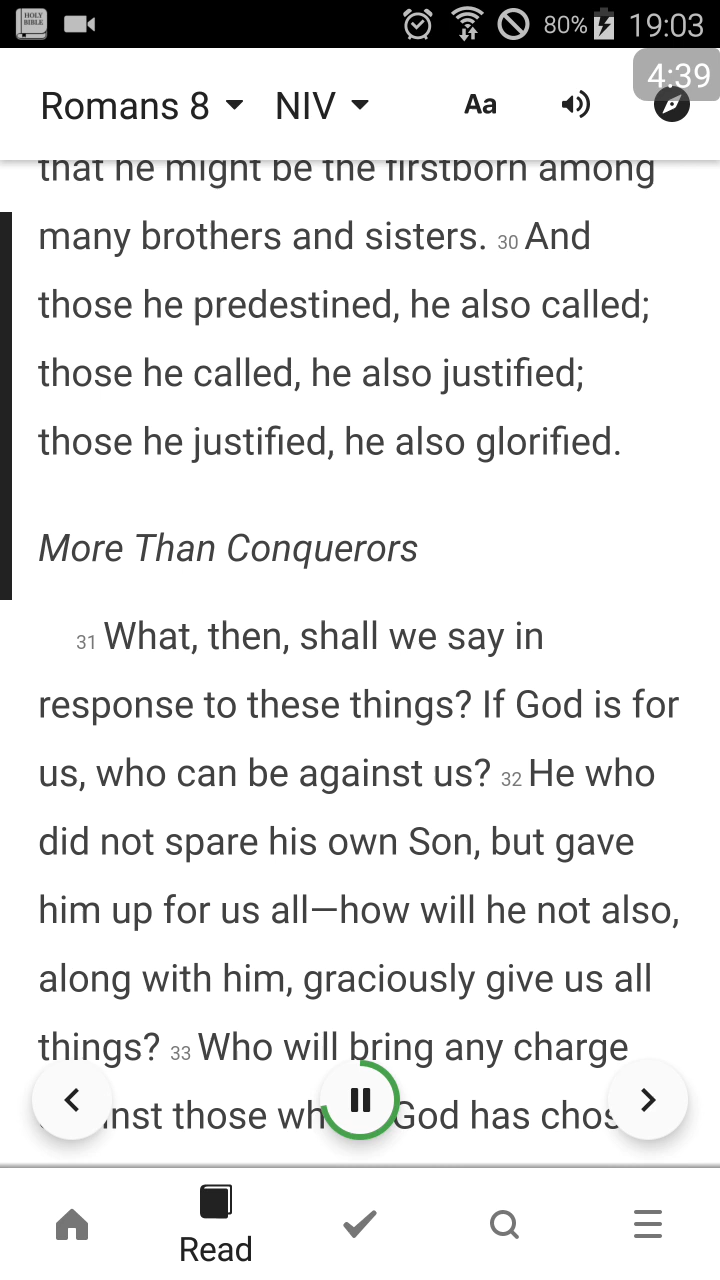 HOLY BIBLE
80%
19:03
4:39
Romans 8
NIV
Aa
that he might be the firstborn among
many brothers and sisters. 30 And
those he predestined, he also called;
those he called, he also justified;
those he justified, he also glorified.
More Than Conquerors
31 What, then, shall we say in
response to these things? If God is for
us, who can be against us? 32 He who
did not spare his own Son, but gave
him up for us all—how will he not also,
along with him, graciously give us all
things? 33 Who will bring any charge
those God has
Read